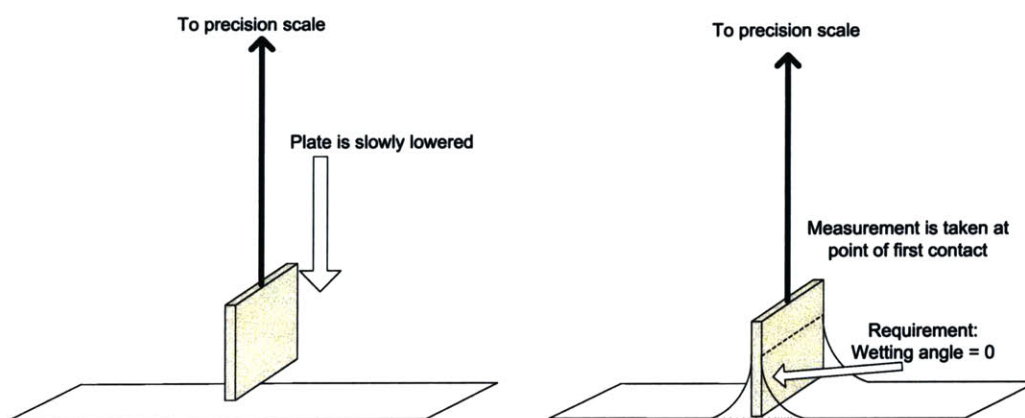 To precision scale
Plate is slowly lowered
To precision scale
Measurement is taken at
point of first contact
Requirement:
Wetting angle = 0